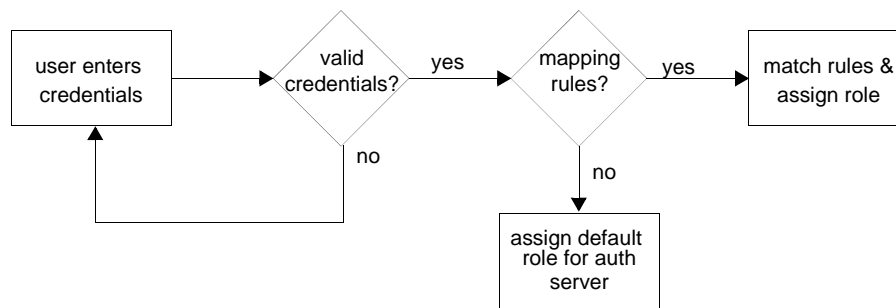 user enters
credentials
valid
credentials?
yes
no
mapping
rules?
yes
no
match rules &
assign role
assign default
role for auth
server